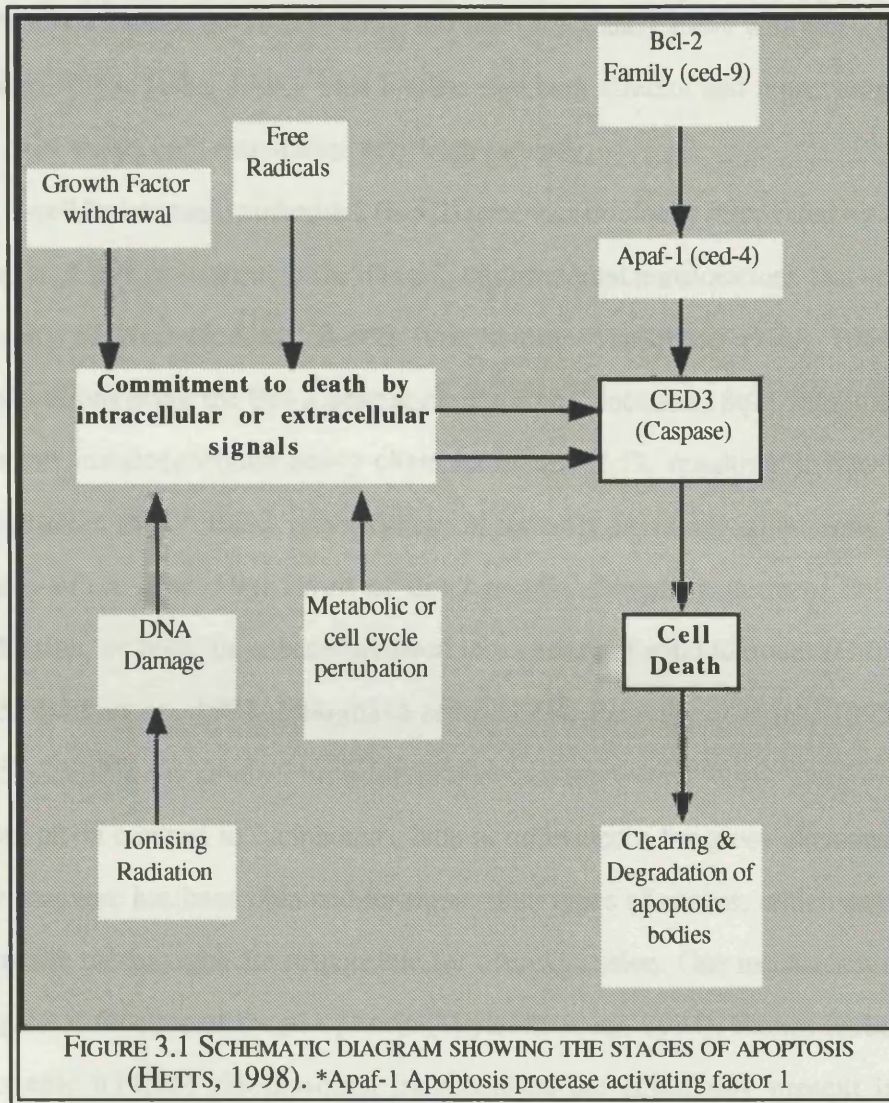 Bcl-2
Family (ced-9)
Free
Radicals
Growth Factor
withdrawal
Apaf-1 (ced-4)
Commitment to death by
intracellular or extracellular
signals
CED3
(Caspase)
DNA
Damage
Metabolic or
cell cycle
pertubation
Cell
Death
Ionising
Radiation
Clearing &
Degradation of
apoptotic
bodies
FIGURE 3.1 SCHEMATIC DIAGRAM SHOWING THE STAGES OF APOPTOSIS
(HETTS, 1998). *Apaf-1 Apoptosis protease activating factor 1